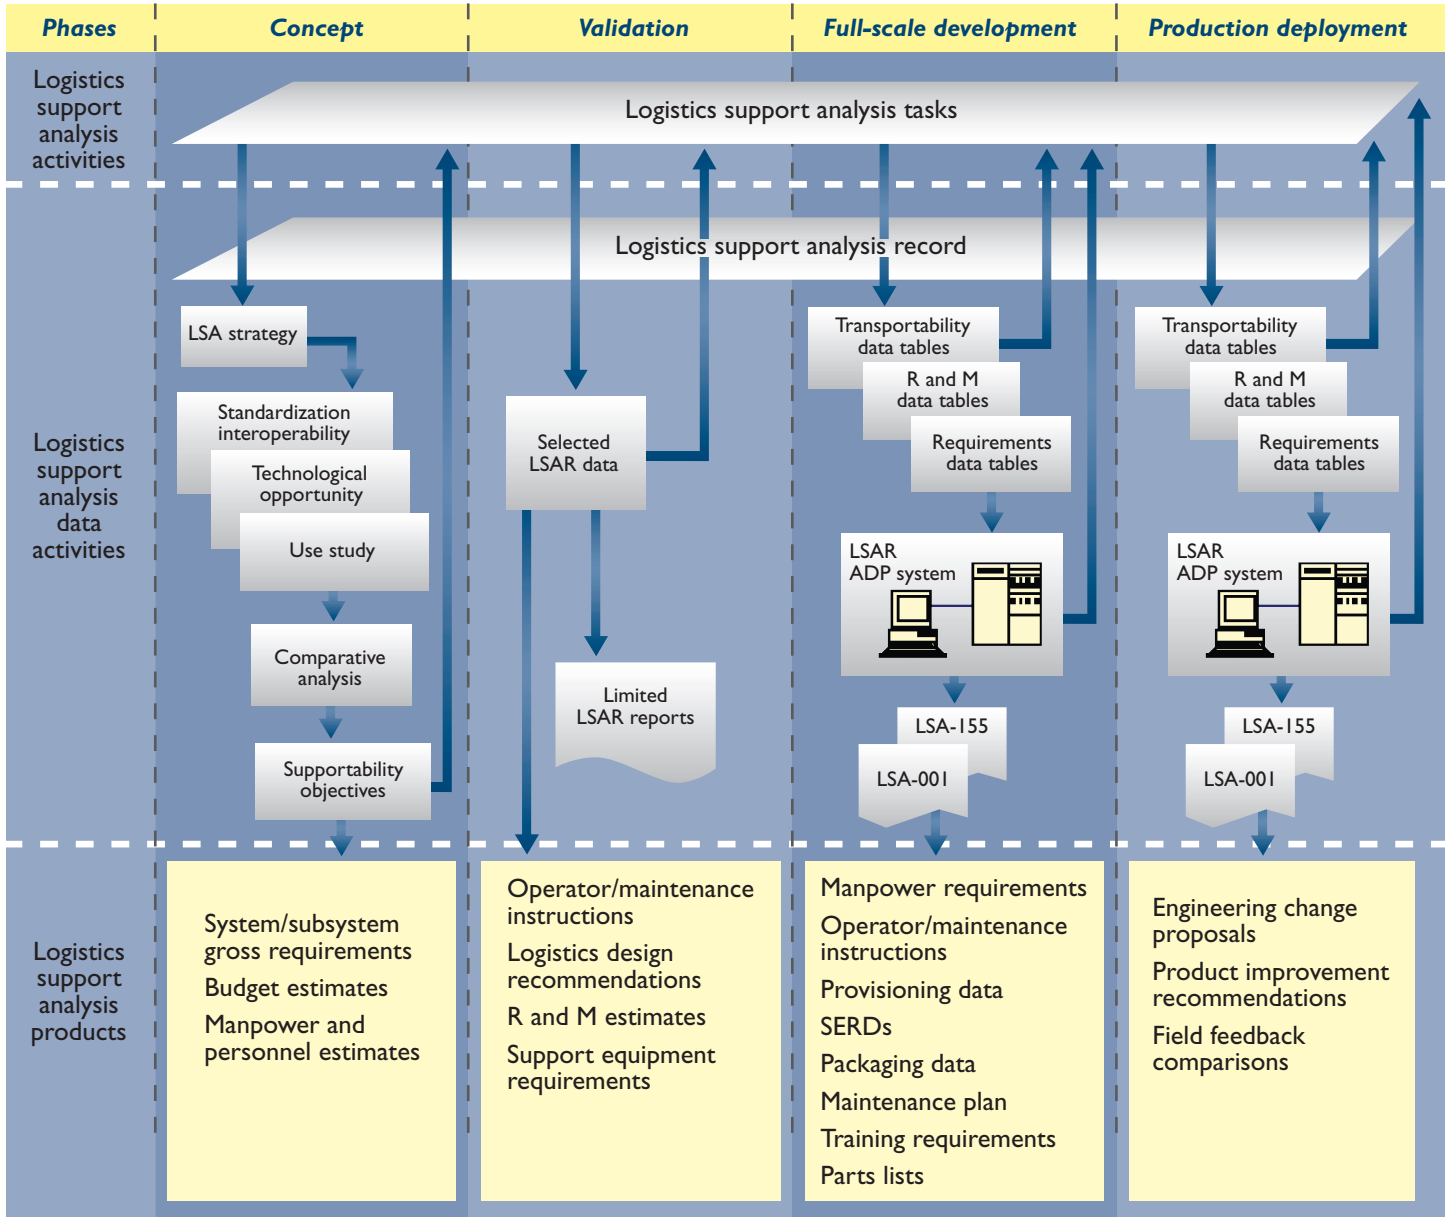 Phases
Concept
Validation
Full-scale development
Production deployment
Logistics
support
analysis
activities
Logistics support analysis tasks
Logistics
support
analysis
data
activities
Logistics support analysis record
LSA strategy
Standardization
interoperability
Technological
opportunity
Use study
Comparative
analysis
Supportability
objectives
Selected
LSAR data
Limited
LSAR reports
Transportability
data tables
R and M
data tables
Requirements
data tables
LSAR
ADP system
LSA-155
LSA-001
Transportability
data tables
R and M
data tables
Requirements
data tables
LSAR
ADP system
LSA-155
LSA-001
Logistics
support
analysis
products
System/subsystem
gross requirements
Budget estimates
Manpower and
personnel estimates
Operator/maintenance
instructions
Logistics design
recommendations
R and M estimates
Support equipment
requirements
Manpower requirements
Operator/maintenance
instructions
Provisioning data
SERDs
Packaging data
Maintenance plan
Training requirements
Parts lists
Engineering change
proposals
Product improvement
recommendations
Field feedback
comparisons